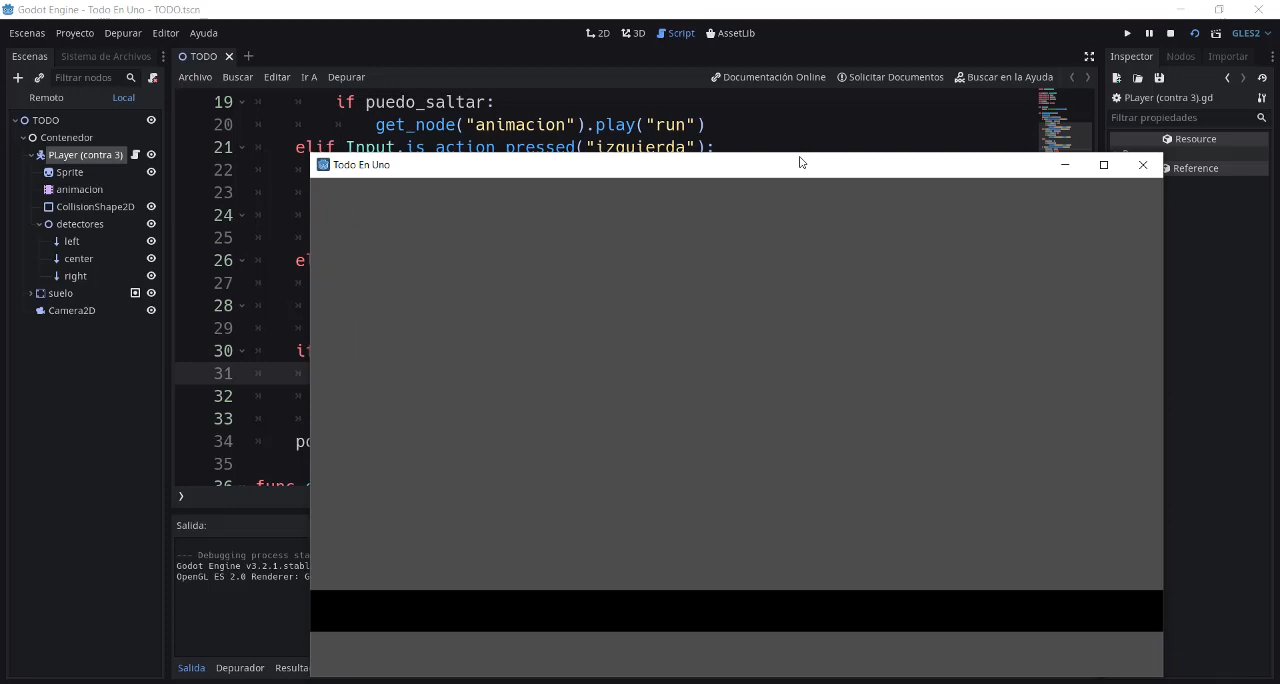 Godot Engine - Todo En Uno - TODO.tscn
Escenas Proyecto Depurar Editor Ayuda
2D 3D Script AssetLib
GLES2
Escenas Sistema de Archivos
TODO
Inspector Nodos Importar
Filtrar nodos
Archivo Buscar Editar Ir A Depurar
Documentación Online Solicitar Documentos Buscar en la Ayuda
Remoto Local
PLayer (contra 3).gd
Filtrar propiedades
Resource
Reference
TODO
Contenedor
PLayer (contra 3)
Sprite
animacion
CollisionShape2D
detectores
left
center
right
suelo
Camera2D
19 if puedo_saltar:
20 get_node("animacion").play("run")
21 elif Input.is_action_pressed("izquierda"):
22
23
24
25
26 el
27
28
29
30 if
31
32
33
34
35
36 func
Todo En Uno
Salida:
--- Debugging process sta
Godot Engine v3.2.1.stabl
OpenGL ES 2.0 Renderer: G
Salida Depurador Resulta